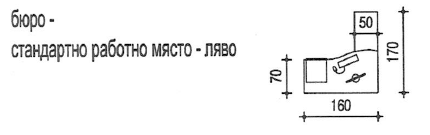 бюро -
стандартно работно място - ляво
50
170
70
160